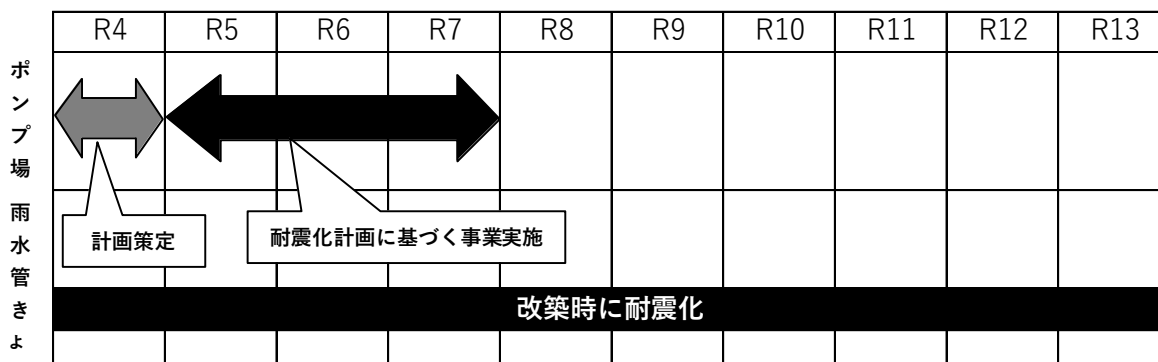 R4 R5 R6 R7 R8 R9 R10 R11 R12 R13
ポンプ場
計画策定
耐震化計画に基づく事業実施
雨水管きょ
改築時に耐震化